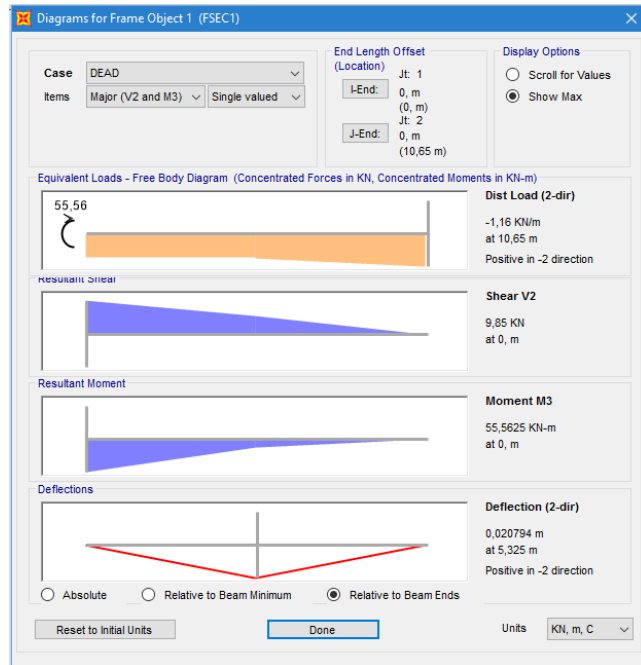 Diagrams for Frame Object 1 (FSEC1)
Case DEAD
Items Major (V2 and M3) Single valued
End Length Offset
(Location)
Jt: 1
I-End: 0, m
(0, m)
Jt: 2
J-End: 0, m
(10,65 m)
Display Options
Scroll for Values
Show Max
Equivalent Loads - Free Body Diagram (Concentrated Forces in KN, Concentrated Moments in KN-m)
55,56
Dist Load (2-dir)
-1,16 KN/m
at 10,65 m
Positive in -2 direction
Resultant Shear
Shear V2
9,85 KN
at 0, m
Resultant Moment
Moment M3
55,5625 KN-m
at 0, m
Deflections
Deflection (2-dir)
0,020794 m
at 5,325 m
Positive in -2 direction
Absolute Relative to Beam Minimum Relative to Beam Ends
Reset to Initial Units Done Units KN, m, C